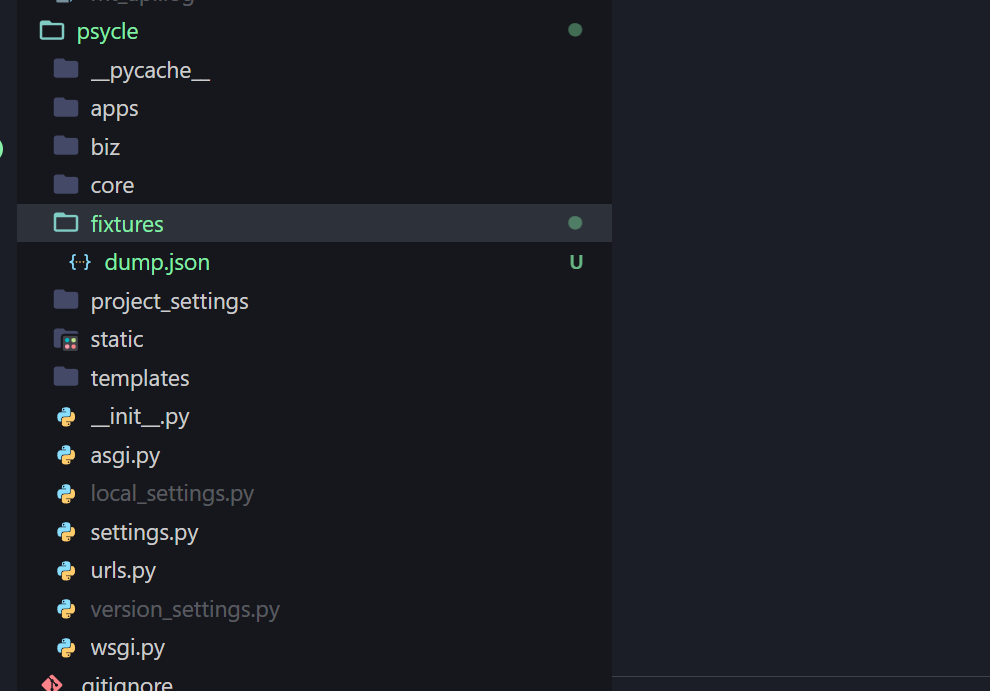 psycle
__pycache__
apps
biz
core
fixtures
dump.json U
project_settings
static
templates
__init__.py
asgi.py
local_settings.py
settings.py
urls.py
version_settings.py
wsgi.py
.gitignore